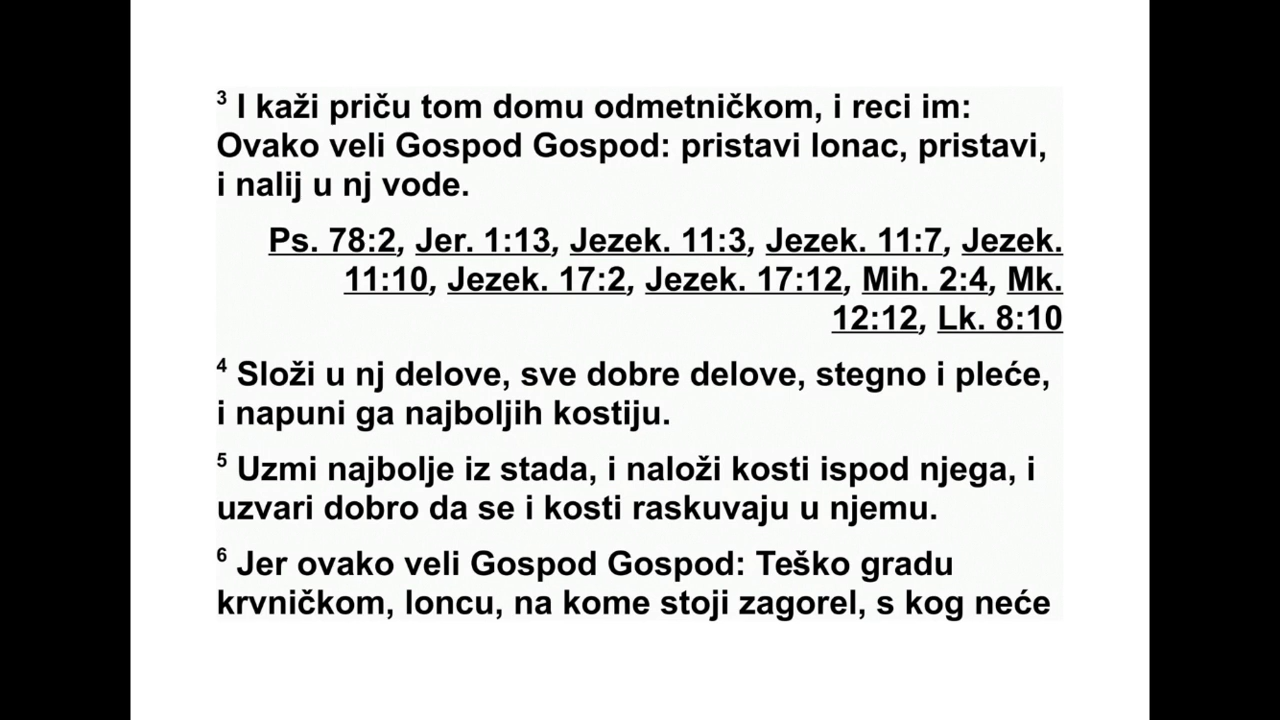 3 I kaži priču tom domu odmetničkom, i reci im:
Ovako veli Gospod Gospod: pristavi lonac, pristavi,
i nalij u nj vode.
Ps. 78:2, Jer. 1:13, Jezek. 11:3, Jezek. 11:7, Jezek.
11:10, Jezek. 17:2, Jezek. 17:12, Mih. 2:4, Mk.
12:12, Lk. 8:10
4 Složi u nj delove, sve dobre delove, stegno i pleće,
i napuni ga najboljih kostiju.
5 Uzmi najbolje iz stada, i naloži kosti ispod njega, i
uzvari dobro da se i kosti raskuvaju u njemu.
6 Jer ovako veli Gospod Gospod: Teško gradu
krvničkom, loncu, na kome stoji zagorel, s kog neće